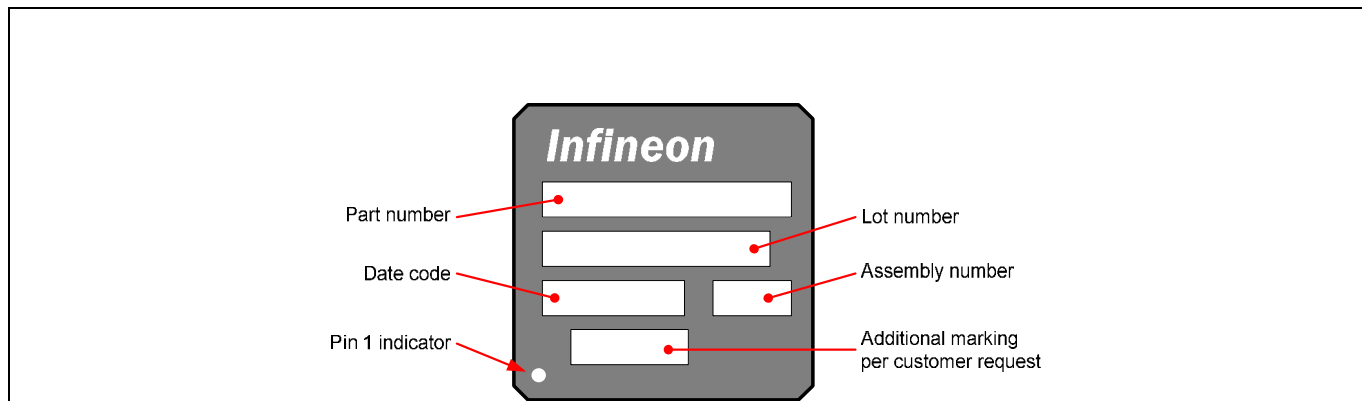 Infineon
Part number
Lot number
Date code
Assembly number
Pin 1 indicator
Additional marking
per customer request